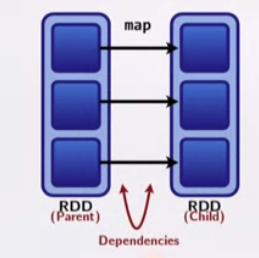 map
RDD
(Parent)
RDD
(Child)
Dependencies